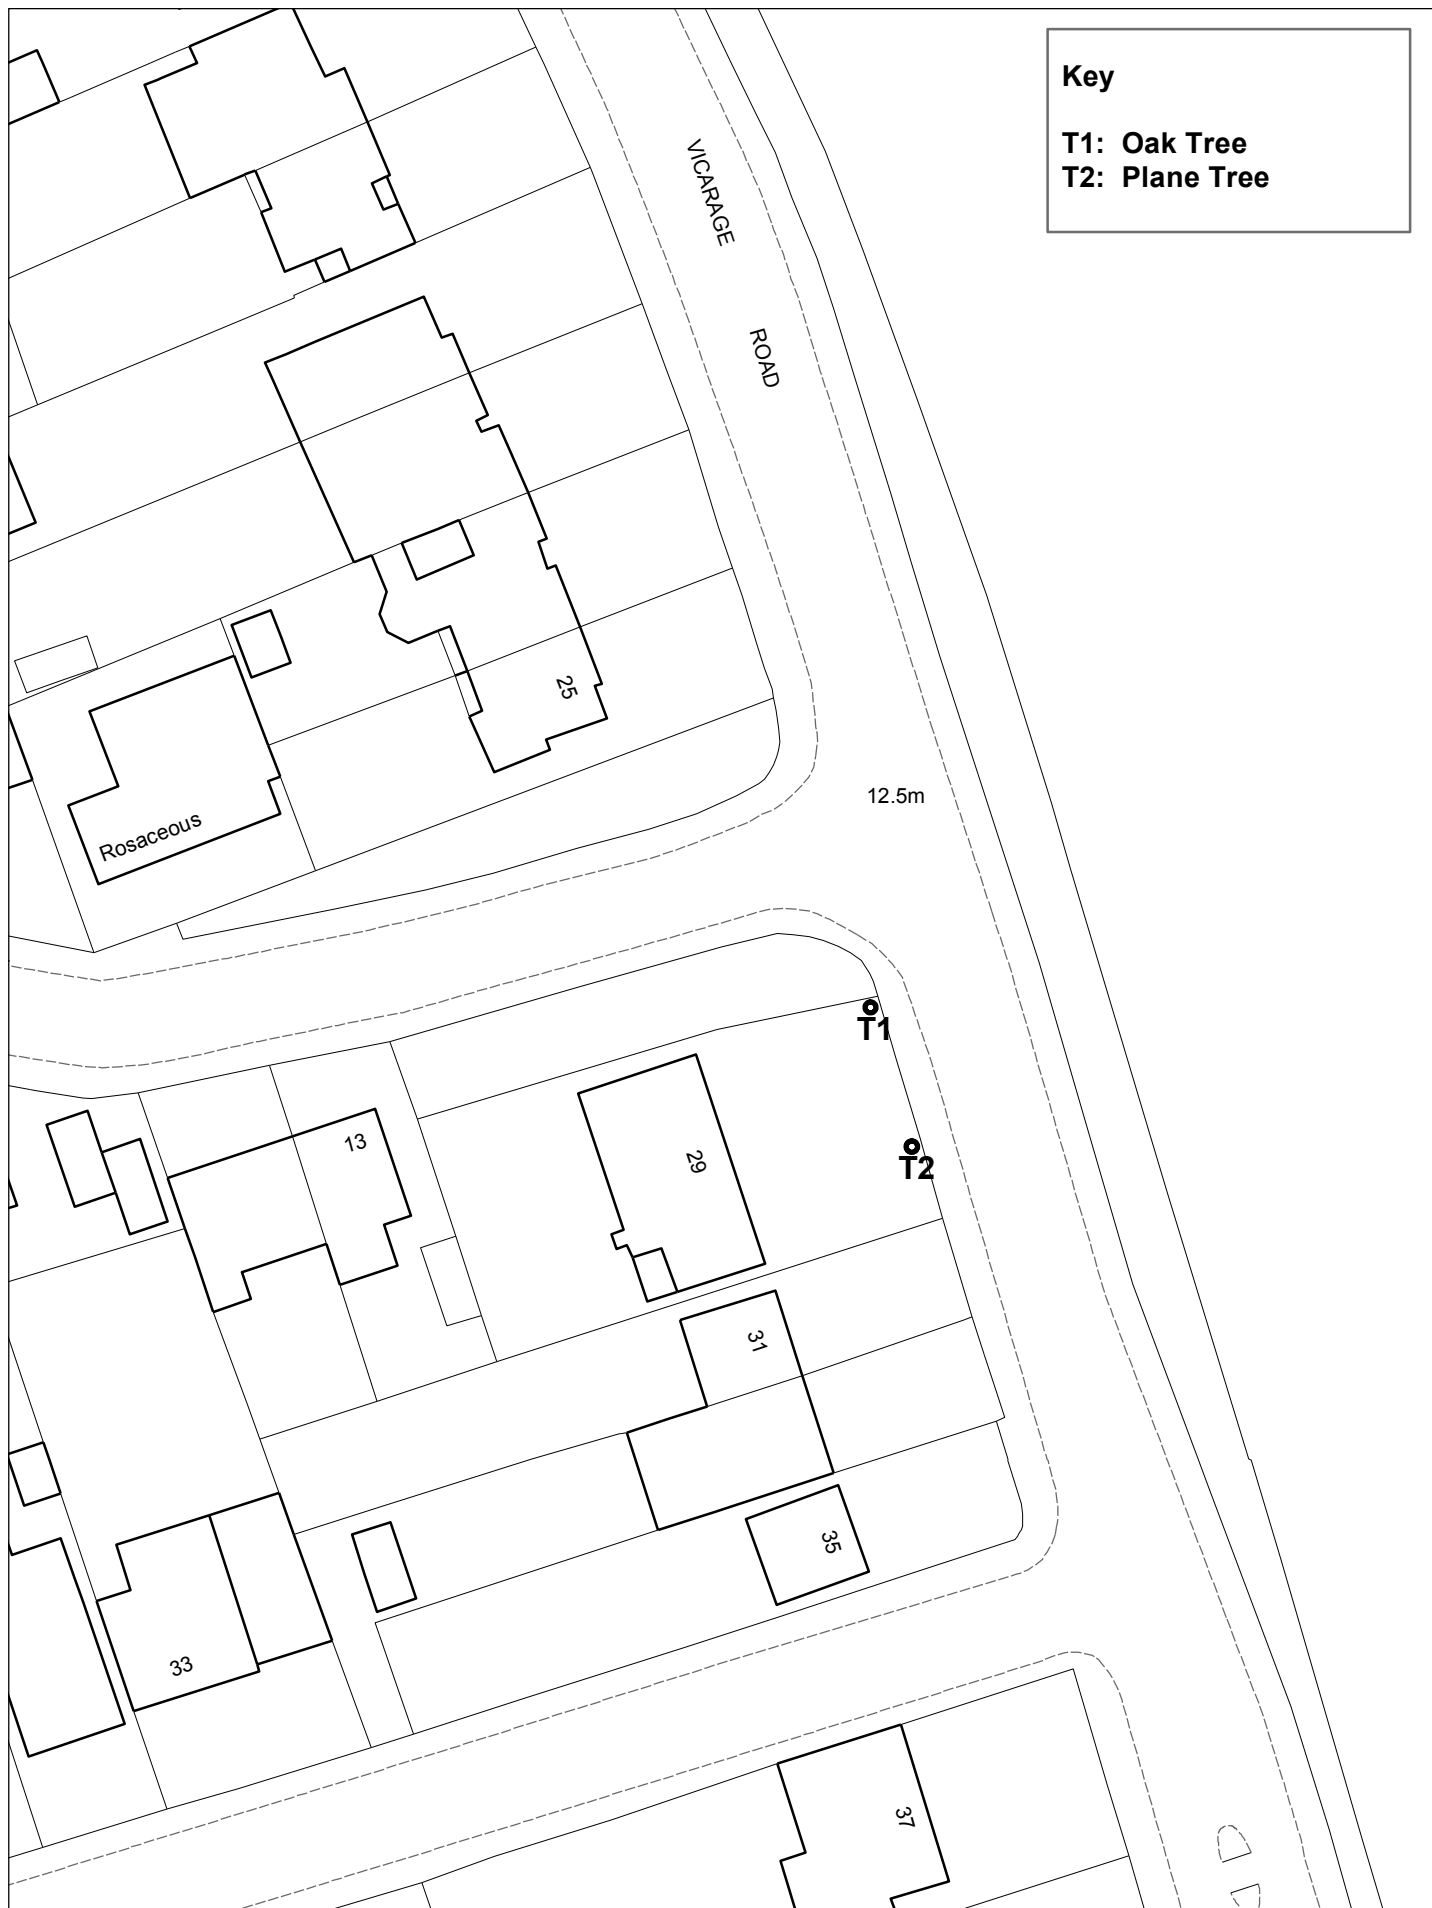 Key
T1: Oak Tree
T2: Plane Tree
VICARAGE
ROAD
25
12.5m
Rosaceous
T1
13
29
T2
31
35
33
37